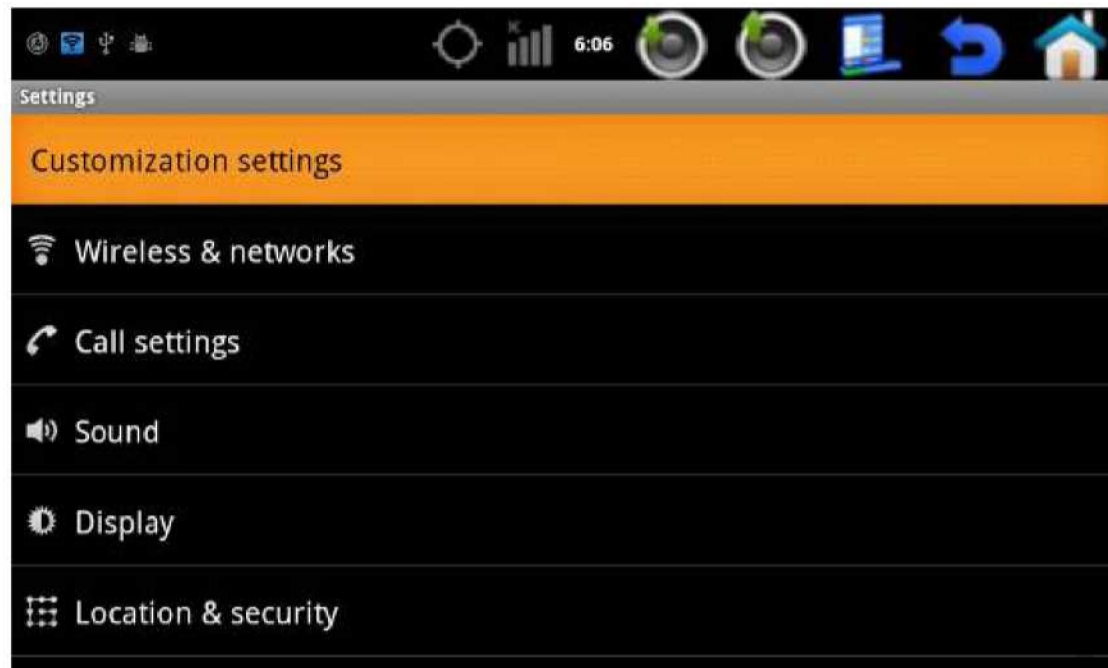 6:06
Settings
Customization settings
Wireless & networks
Call settings
Sound
Display
Location & security